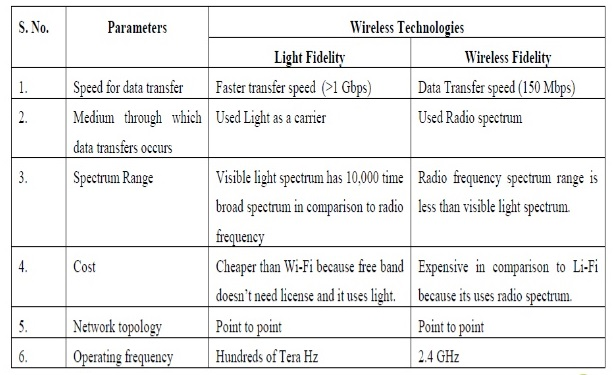 S. No. Parameters Wireless Technologies
Light Fidelity Wireless Fidelity
1. Speed for data transfer Faster transfer speed (>1 Gbps) Data Transfer speed (150 Mbps)
2. Medium through which Used Light as a carrier Used Radio spectrum
data transfers occurs
3. Spectrum Range Visible light spectrum has 10,000 time Radio frequency spectrum range is
broad spectrum in comparison to radio less than visible light spectrum.
frequency
4. Cost Cheaper than Wi-Fi because free band Expensive in comparison to Li-Fi
doesn't need license and it uses light. because its uses radio spectrum.
5. Network topology Point to point Point to point
6. Operating frequency Hundreds of Tera Hz 2.4 GHz